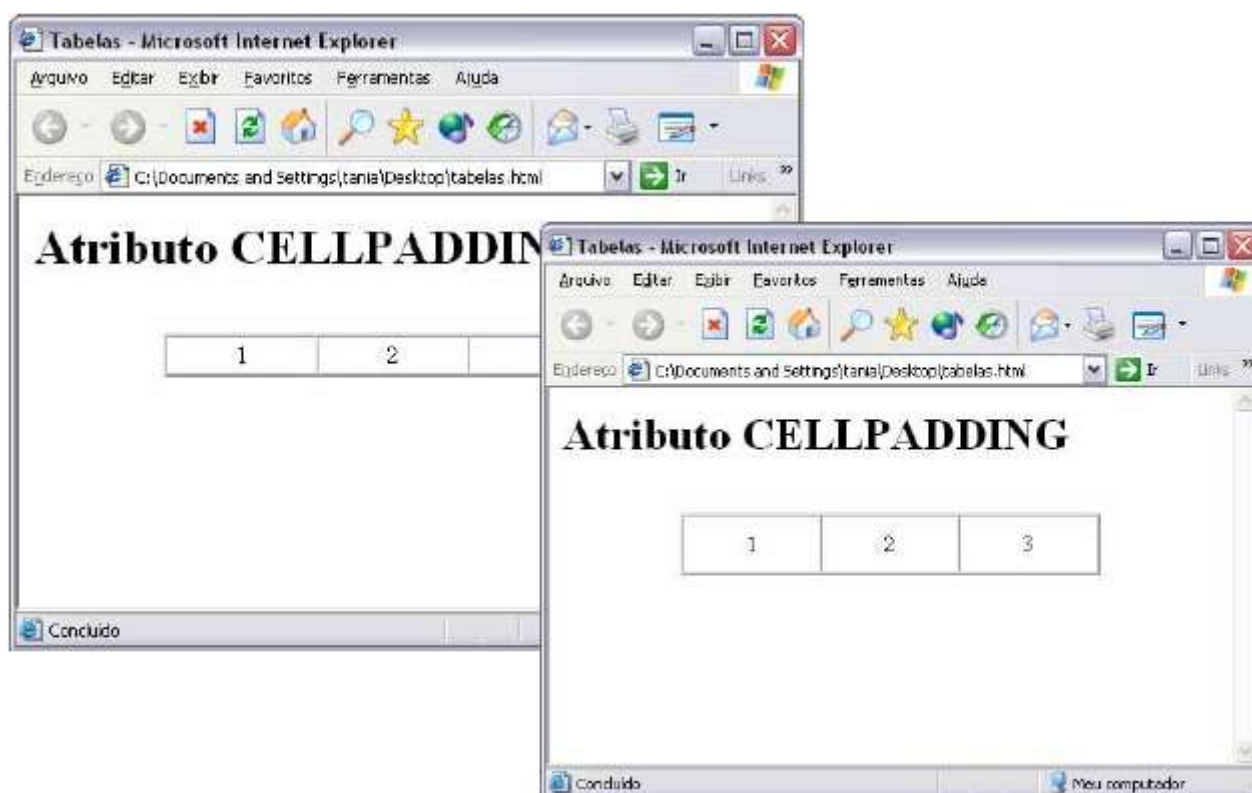 Tabelas - Microsoft Internet Explorer
Arquivo Editar Exibir Favoritos Ferramentas Ajuda
Endereço C:\Documents and Settings\tania\Desktop\tabelas.html Ir Links »
Atributo CELLPADDIN
1 2
Concluído
Tabelas - Microsoft Internet Explorer
Arquivo Editar Exibir Favoritos Ferramentas Ajuda
Endereço C:\Documents and Settings\tania\Desktop\tabelas.html Ir Links »
Atributo CELLPADDING
1 2 3
Concluído Meu computador